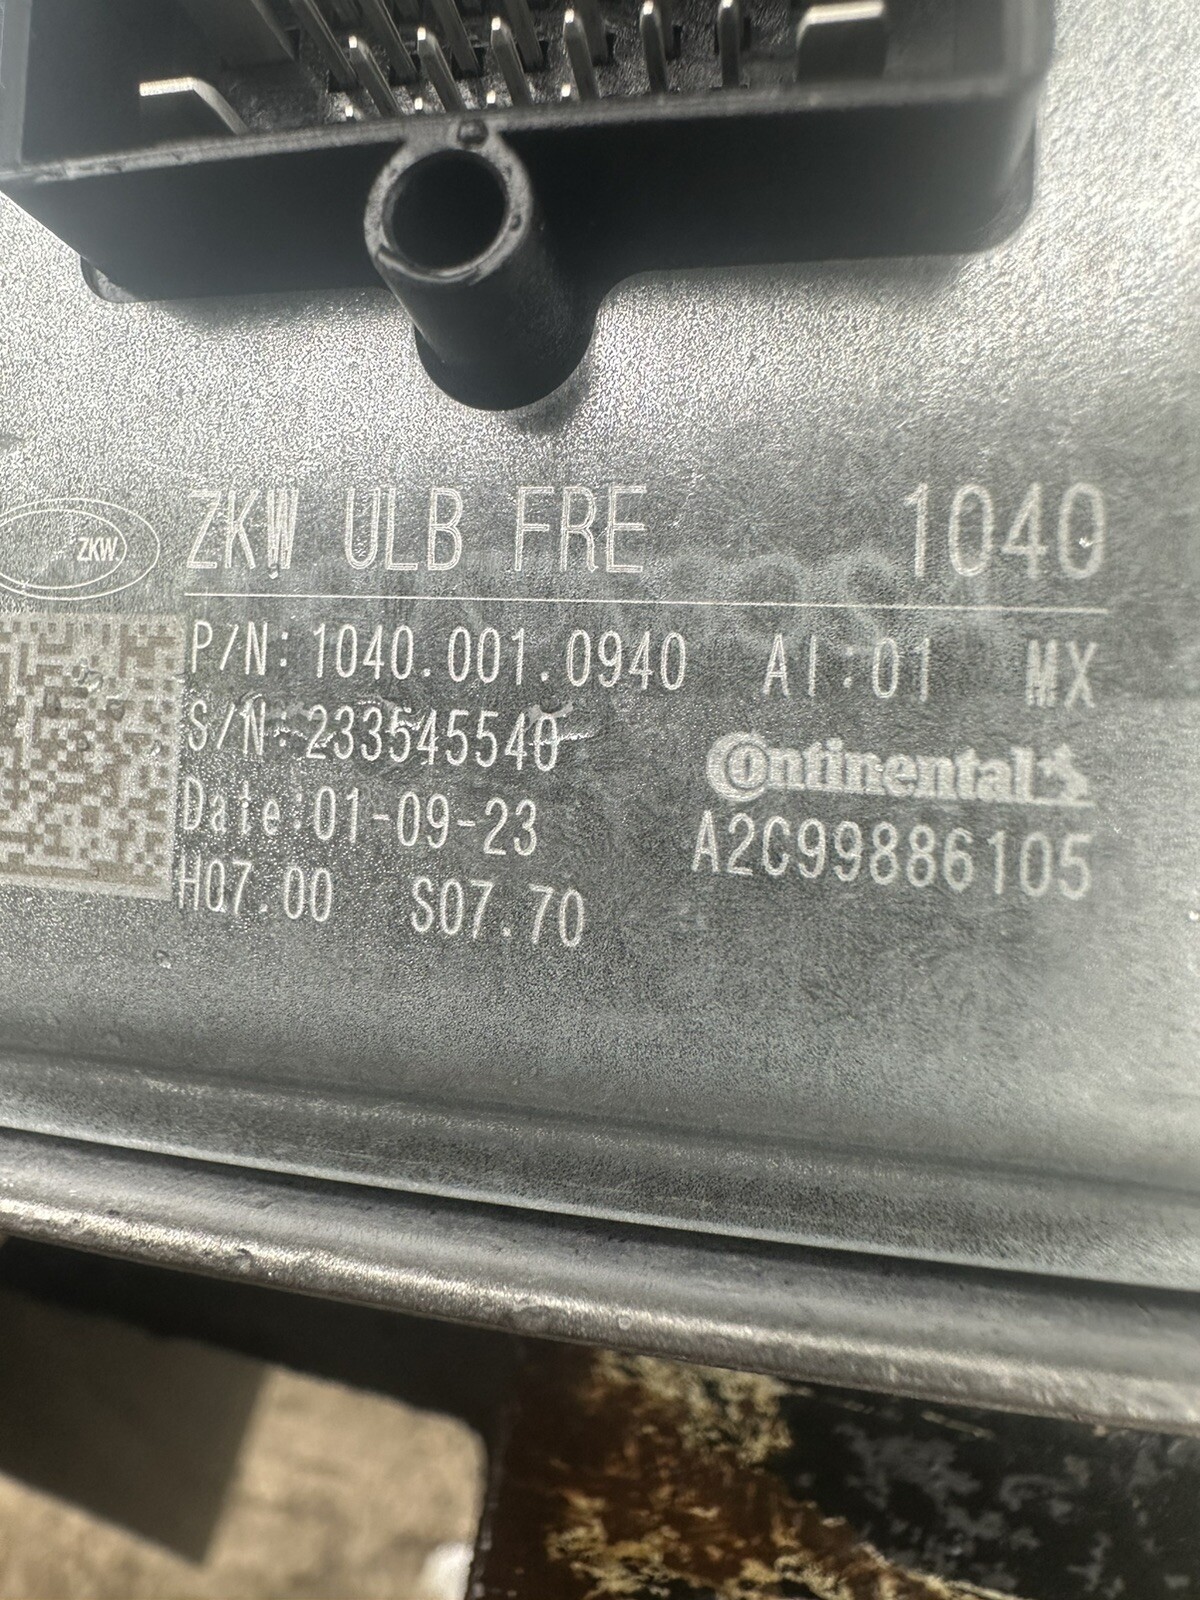 ZKW
ZKW ULB FRE 1040
P/N: 1040.001.0940 AI:01 MX
S/N: 233545540
Continental
Date:01-09-23
A2C99886105
H07.00 S07.70